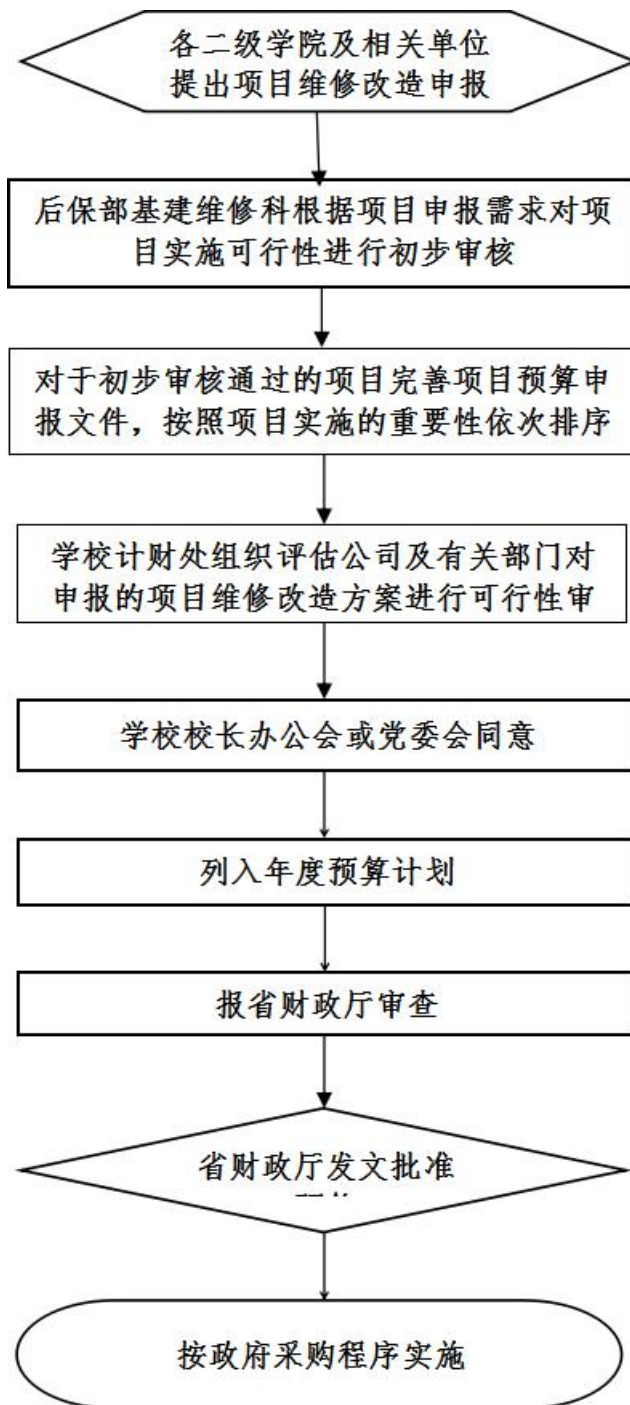 各二级学院及相关单位
提出项目维修改造申报
后保部基建维修科根据项目申报需求对项
目实施可行性进行初步审核
对于初步审核通过的项目完善项目预算申
报文件，按照项目实施的重要性依次排序
学校计财处组织评估公司及有关部门对
申报的项目维修改造方案进行可行性审
学校校长办公会或党委会同意
列入年度预算计划
报省财政厅审查
省财政厅发文批准
按政府采购程序实施